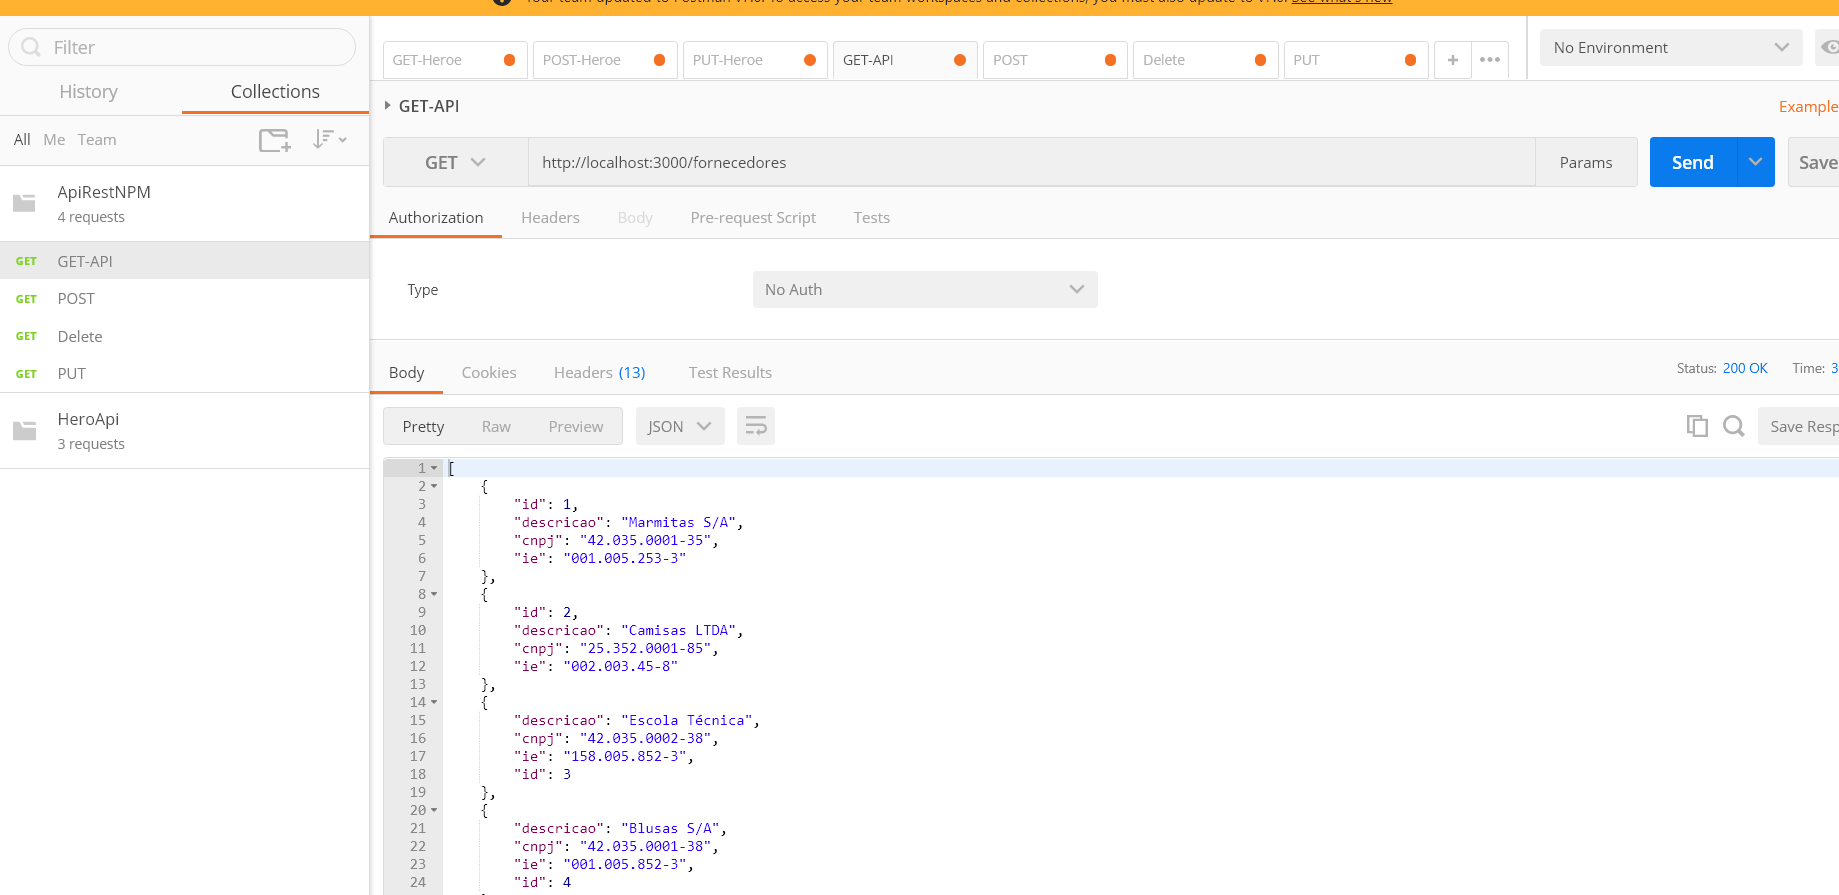 See what's new
Filter
History
Collections
All Me Team
ApiRestNPM
4 requests
GET GET-API
GET POST
GET Delete
GET PUT
HeroApi
3 requests
GET-Heroe
POST-Heroe
PUT-Heroe
GET-API
POST
Delete
PUT
+
No Environment
GET-API
Example
GET
http://localhost:3000/fornecedores
Params
Send
Save
Authorization
Headers
Body
Pre-request Script
Tests
Type
No Auth
Body
Cookies
Headers (13)
Test Results
Status: 200 OK
Time: 3
Pretty
Raw
Preview
JSON
Save Resp
1 [
2 {
3 "id": 1,
4 "descricao": "Marmitas S/A",
5 "cnpj": "42.035.0001-35",
6 "ie": "001.005.253-3"
7 },
8 {
9 "id": 2,
10 "descricao": "Camisas LTDA",
11 "cnpj": "25.352.0001-85",
12 "ie": "002.003.45-8"
13 },
14 {
15 "descricao": "Escola Técnica",
16 "cnpj": "42.035.0002-38",
17 "ie": "158.005.852-3",
18 "id": 3
19 },
20 {
21 "descricao": "Blusas S/A",
22 "cnpj": "42.035.0001-38",
23 "ie": "001.005.852-3",
24 "id": 4